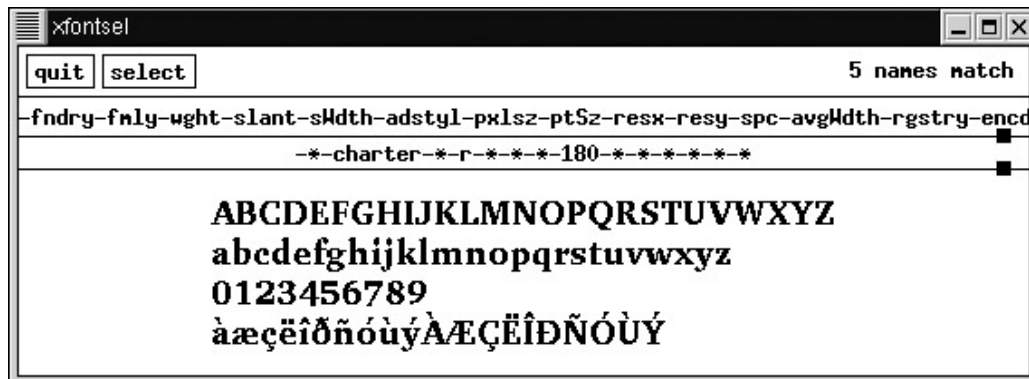 xfontsel
quit select 5 names match
-fndry-fmly-wght-slant-sWdth-adstyl-pxlsz-ptSz-resx-resy-spc-avgWdth-rgstry-encd
-*-charter-*-r-*-*-*-180-*-*-*-*-*-*
ABCDEFGHIJKLMNOPQRSTUVWXYZ
abcdefghijklmnopqrstuvwxyz
0123456789
àæçëîðñóùýÀÆÇËÎÐÑÓÙÝ